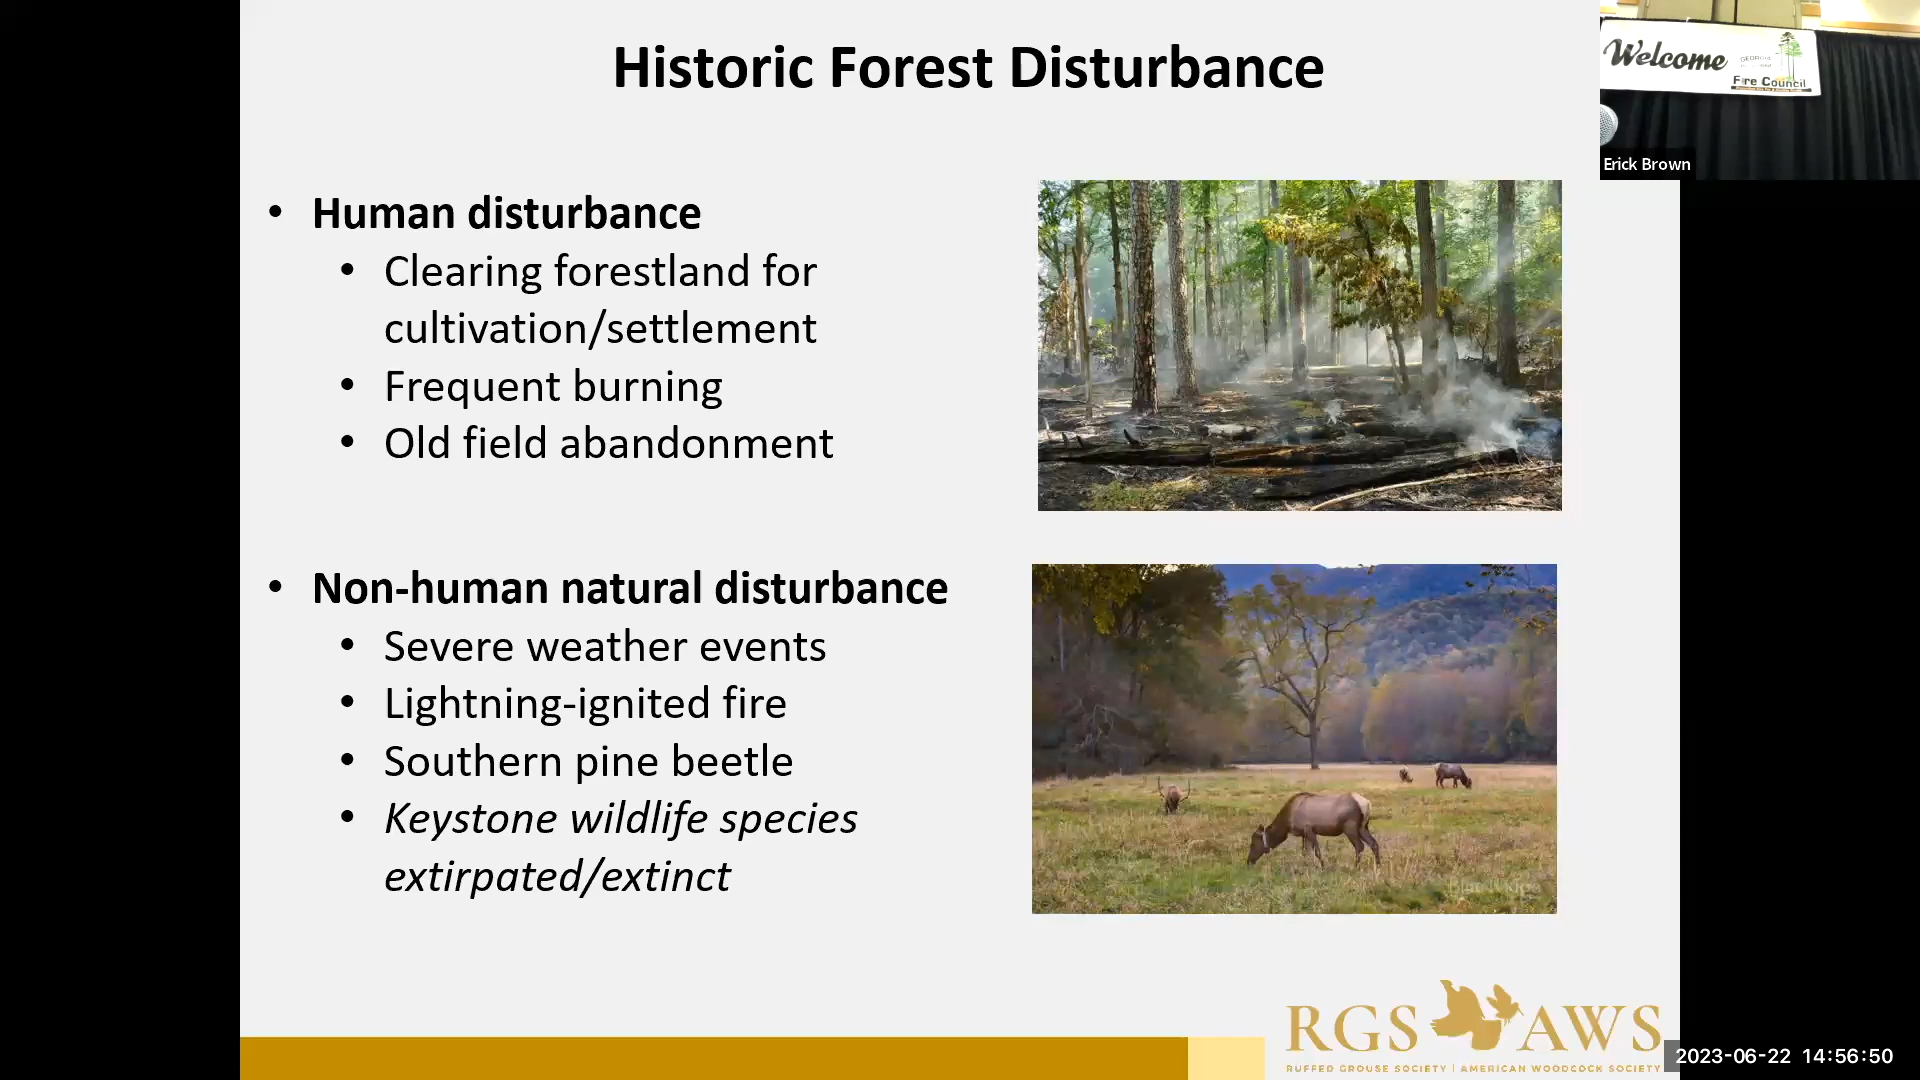 Historic Forest Disturbance
Welcome
GEORGIA
Fire Council
Erick Brown
• Human disturbance
• Clearing forestland for
cultivation/settlement
• Frequent burning
• Old field abandonment
• Non-human natural disturbance
• Severe weather events
• Lightning-ignited fire
• Southern pine beetle
• Keystone wildlife species
extirpated/extinct
RGS AWS
RUFFED GROUSE SOCIETY | AMERICAN WOODCOCK SOCIETY
2023-06-22 14:56:50